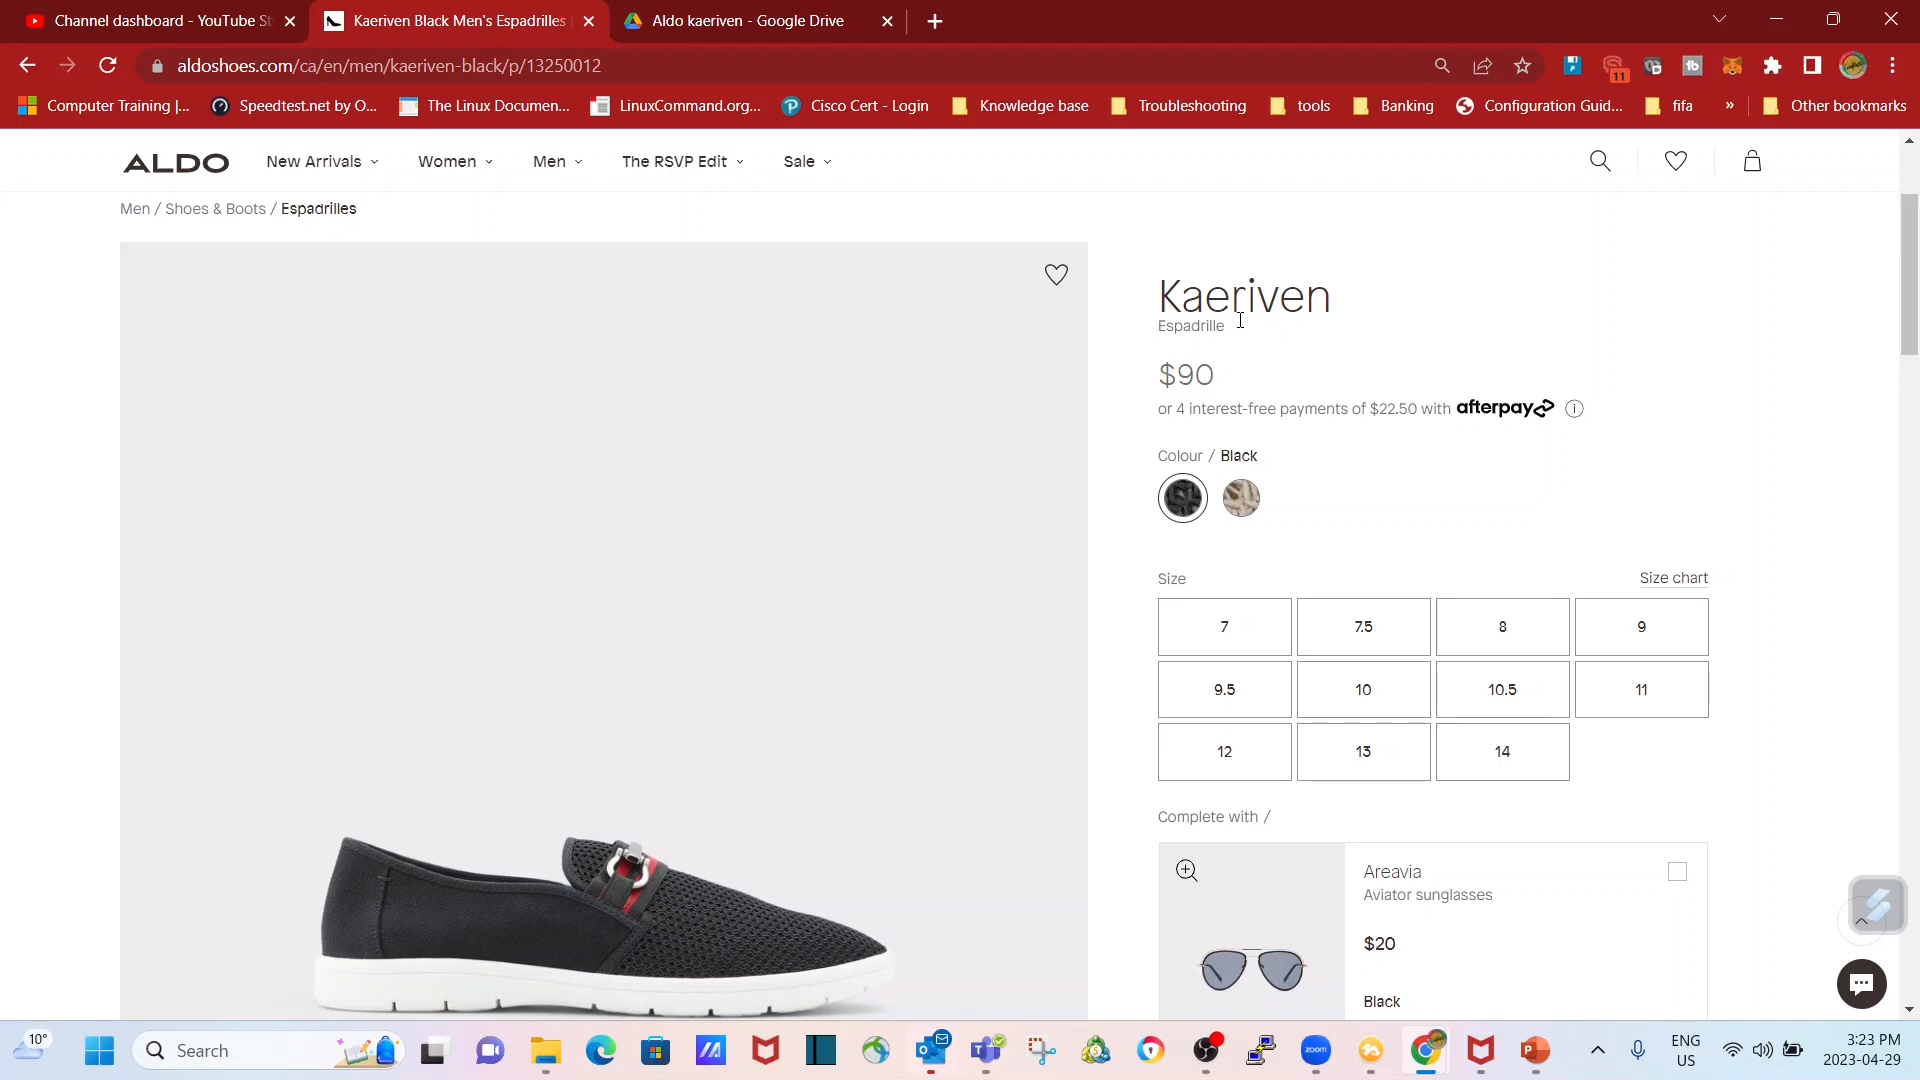 Channel dashboard - YouTube St
Kaeriven Black Men's Espadrilles
Aldo kaeriven - Google Drive
aldoshoes.com/ca/en/men/kaeriven-black/p/13250012
11
Computer Training |...
Speedtest.net by O...
The Linux Documen...
LinuxCommand.org...
Cisco Cert - Login
Knowledge base
Troubleshooting
tools
Banking
Configuration Guid...
fifa
»
Other bookmarks
ALDO
New Arrivals
Women
Men
The RSVP Edit
Sale
Men / Shoes & Boots / Espadrilles
Kaeriven
Espadrille
$90
or 4 interest-free payments of $22.50 with afterpay
Colour / Black
Size
Size chart
7
7.5
8
9
9.5
10
10.5
11
12
13
14
Complete with /
Areavia
Aviator sunglasses
$20
Black
10°
Search
zoom
ENG
US
3:23 PM
2023-04-29